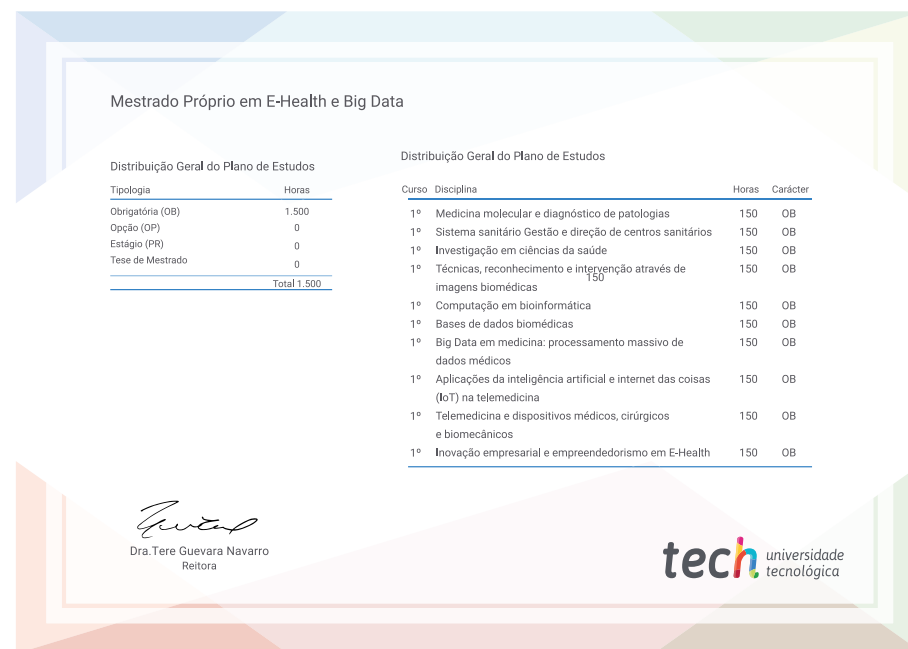 Mestrado Próprio em E-Health e Big Data
Distribuição Geral do Plano de Estudos
Tipologia Horas
Obrigatória (OB) 1.500
Opção (OP) 0
Estágio (PR) 0
Tese de Mestrado 0
Total 1.500
Distribuição Geral do Plano de Estudos
Curso Disciplina Horas Carácter
1º Medicina molecular e diagnóstico de patologias 150 OB
1º Sistema sanitário Gestão e direção de centros sanitários 150 OB
1º Investigação em ciências da saúde 150 OB
1º Técnicas, reconhecimento e intervenção através de 150 OB
150
imagens biomédicas
1º Computação em bioinformática 150 OB
1º Bases de dados biomédicas 150 OB
1º Big Data em medicina: processamento massivo de 150 OB
dados médicos
1º Aplicações da inteligência artificial e internet das coisas 150 OB
(IoT) na telemedicina
1º Telemedicina e dispositivos médicos, cirúrgicos 150 OB
e biomecânicos
1º Inovação empresarial e empreendedorismo em E-Health 150 OB
Dra.Tere Guevara Navarro
Reitora
tech universidade
tecnológica